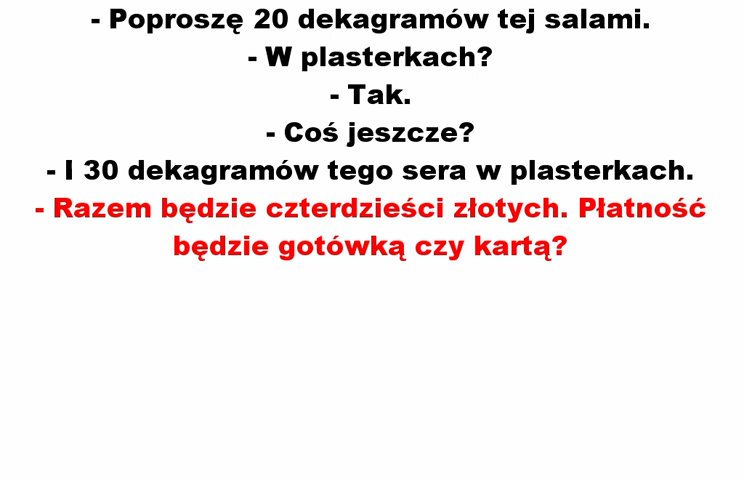 - Poproszę 20 dekagramów tej salami.
- W plasterkach?
- Tak.
- Coś jeszcze?
- I 30 dekagramów tego sera w plasterkach.
- Razem będzie czterdzieści złotych. Płatność
będzie gotówką czy kartą?